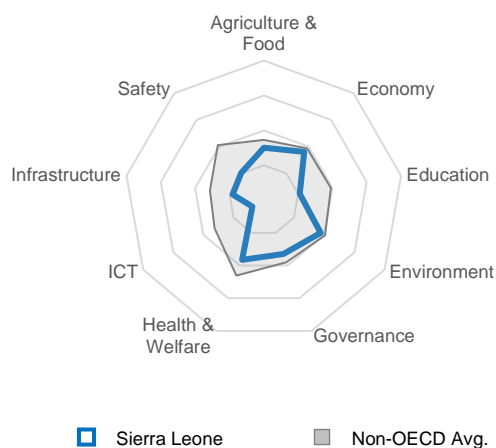 Agriculture &
Food
Safety
Economy
Infrastructure
Education
ICT
Environment
Health &
Welfare
Governance
Sierra Leone
Non-OECD Avg.